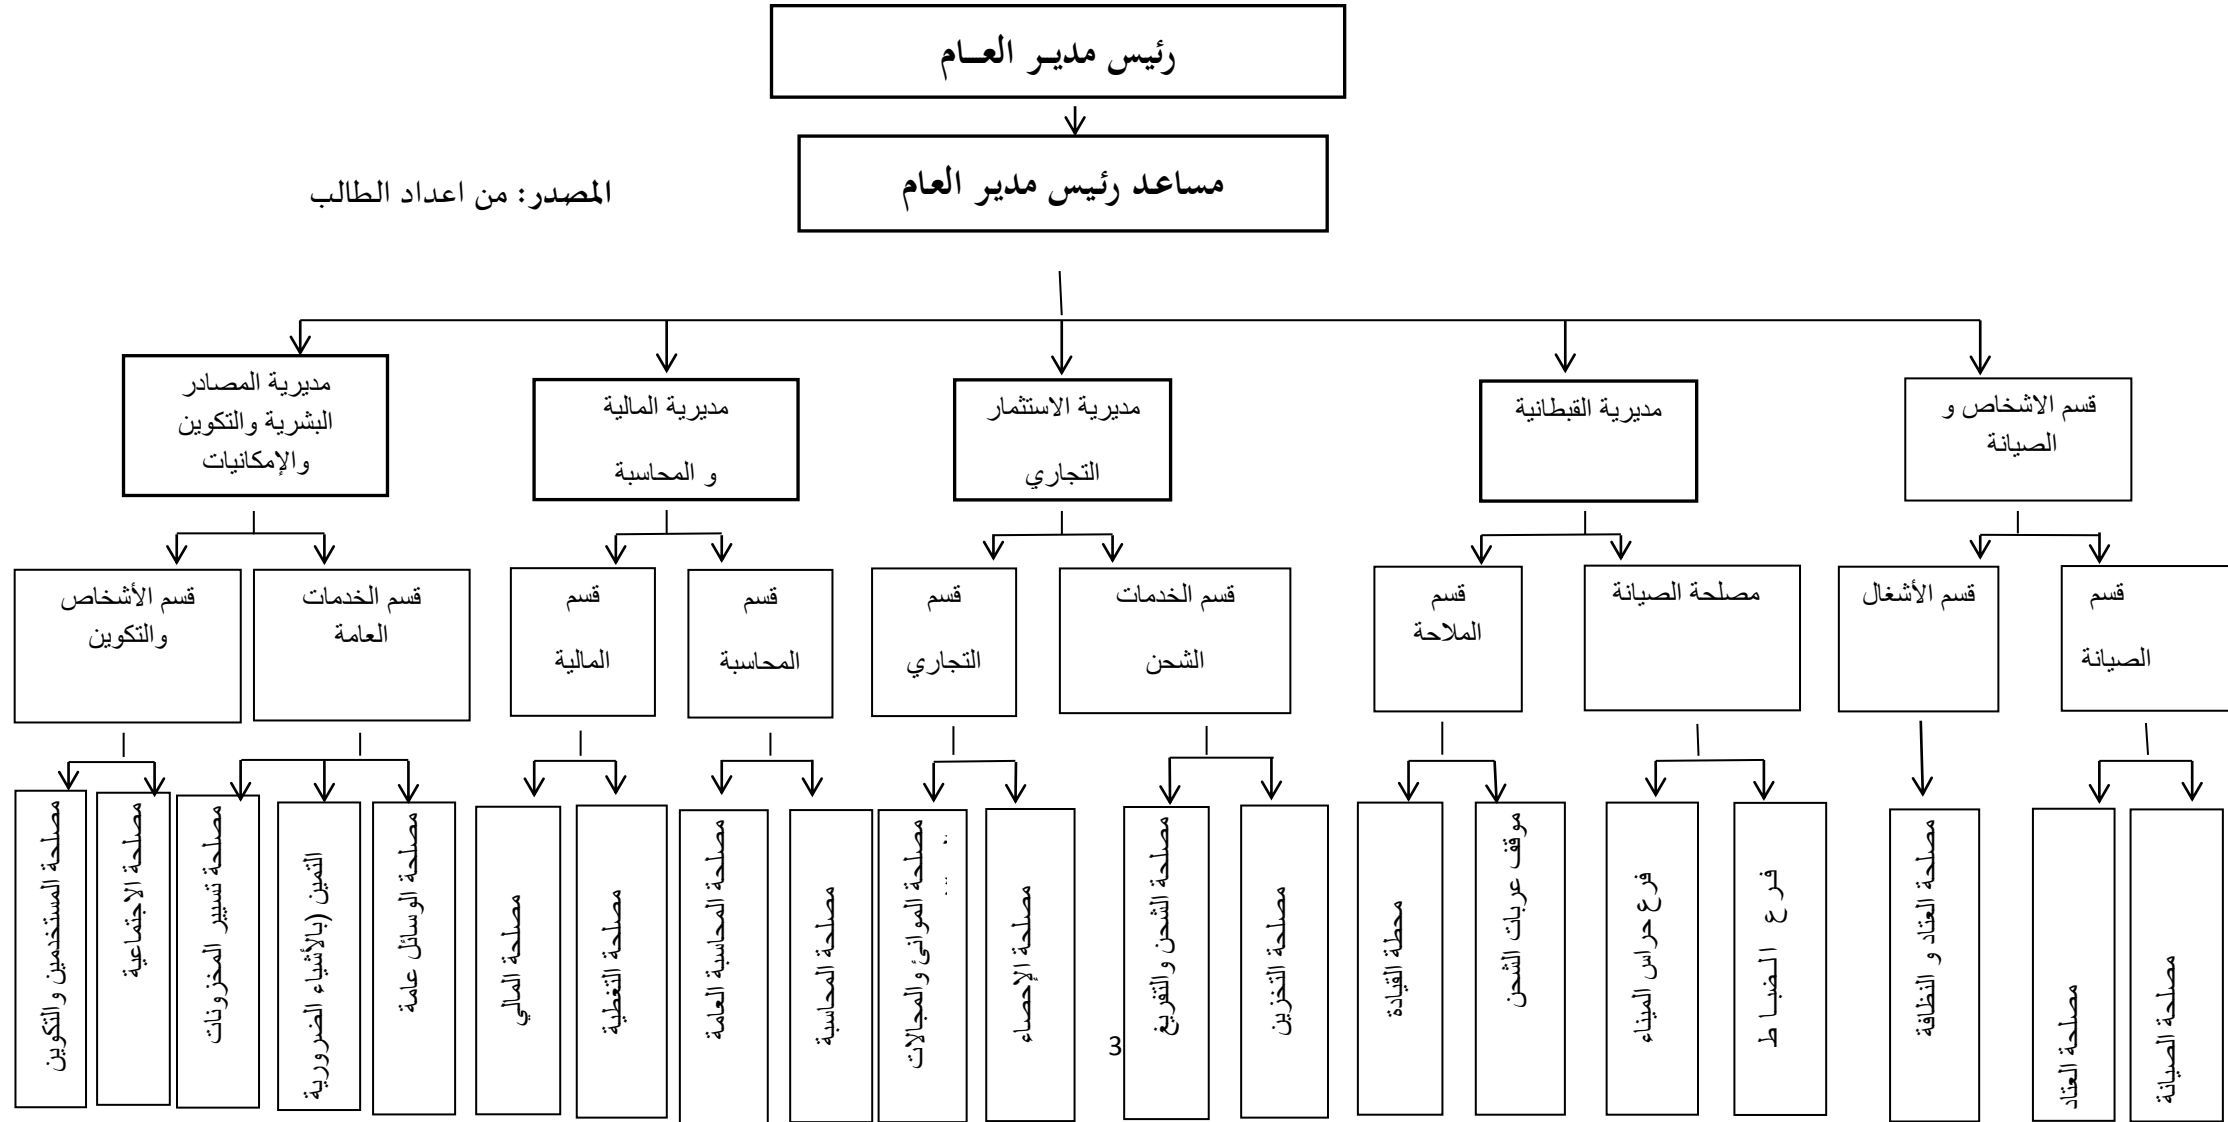 رئيس مدير العام
مساعد رئيس مدير العام
المصدر: من اعداد الطالب
قسم الاشخاص و
الصيانة
مديرية القبطانية
مديرية الاستثمار
التجاري
مديرية المالية
و المحاسبة
مديرية المصادر
البشرية والتكوين
والإمكانيات
قسم
الصيانة
قسم الأشغال
مصلحة الصيانة
قسم
الملاحة
قسم الخدمات
الشحن
قسم
التجاري
قسم
المحاسبة
قسم
المالية
قسم الخدمات
العامة
قسم الأشخاص
والتكوين
مصلحة الصيانة
مصلحة العتاد
مصلحة العتاد و النظافة
فرع الضباط
فرع حراس الميناء
موقف عربات الشحن
محطة القيادة
مصلحة التخزين
مصلحة الشحن والتفريغ
3
مصلحة الإحصاء
مصلحة الموانئ والمجالات
مصلحة المحاسبة
مصلحة المحاسبة العامة
مصلحة التغطية
مصلحة المالي
مصلحة الوسائل عامة
التمين (بالأشياء الضرورية
مصلحة تسيير المخزونات
مصلحة الاجتماعية
مصلحة المستخدمين والتكوين